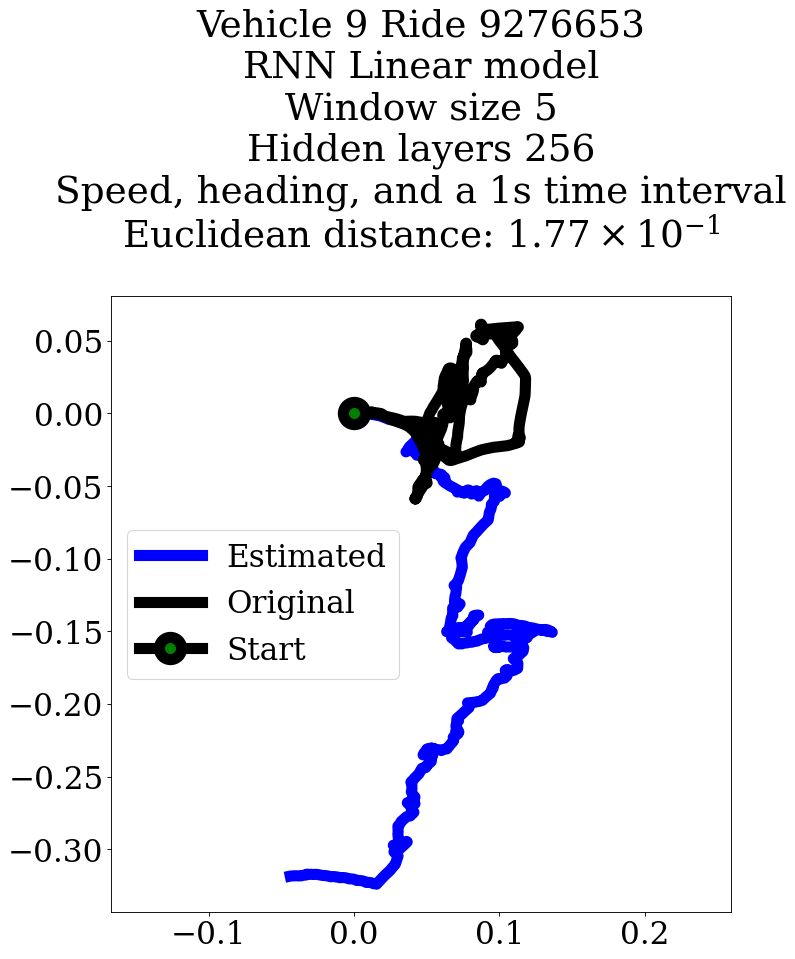 Vehicle 9 Ride 9276653
RNN Linear model
Window size 5
Hidden layers 256
Speed, heading, and a 1s time interval
Euclidean distance: 1.77 × 10⁻¹
0.05
0.00
−0.05
−0.10
−0.15
−0.20
−0.25
−0.30
Estimated
Original
Start
−0.1
0.0
0.1
0.2